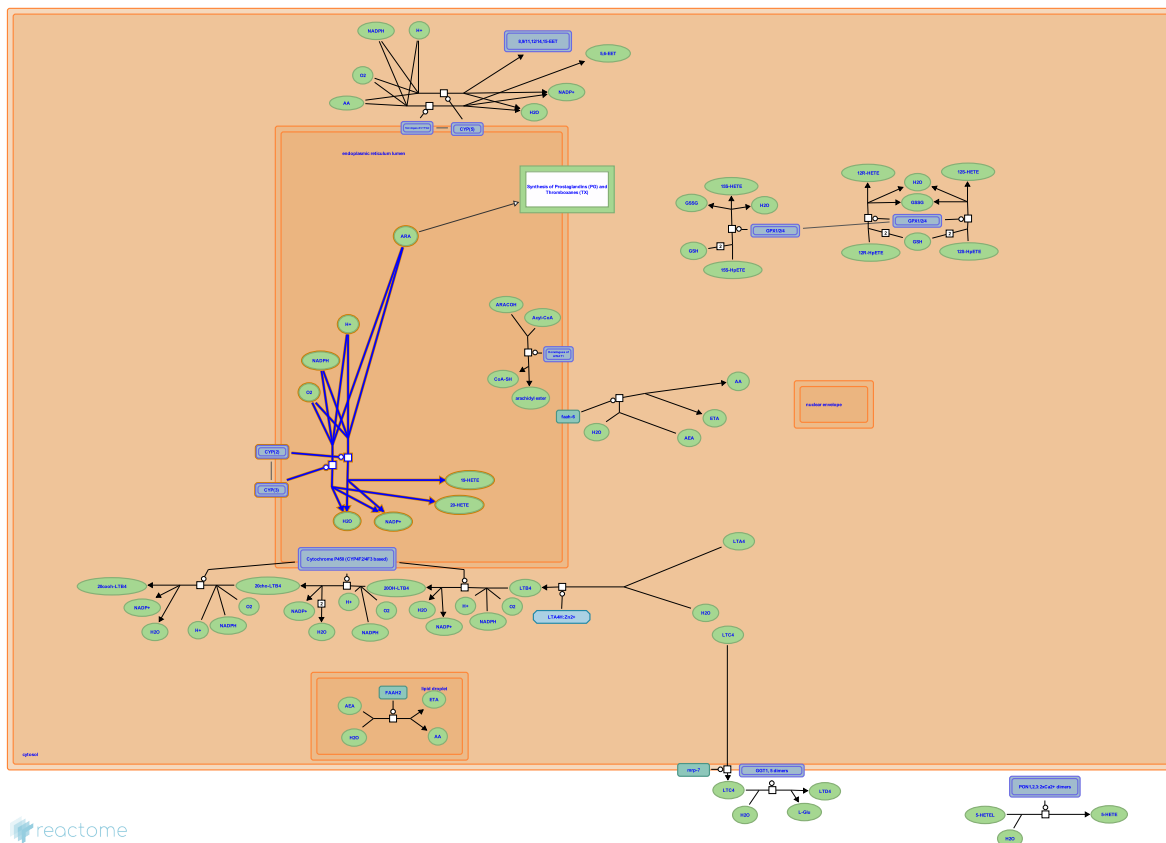 NADPH
H+
5,6/11,12/14,15-EET
5,6-EET
O2
AA
NADP+
H2O
CYP(5)
endoplasmic reticulum lumen
Synthesis of Prostaglandins (PG) and
Thromboxanes (TX)
ARA
15S-HETE
GSSG
H2O
GPX1/2/4
GSH
2
15S-HpETE
12R-HETE
H2O
12S-HETE
GSSG
GPX1/2/4
2
GSH
2
12R-HpETE
12S-HpETE
ARACOH
Acyl-CoA
CoA-SH
arachidyl ester
H+
NADPH
O2
CYP(2)
CYP(3)
19-HETE
20-HETE
H2O
NADP+
faah-6
H2O
AA
ETA
AEA
nuclear envelope
Cytochrome P450 (CYP4F2/4F3 based)
20cooh-LTB4
20cho-LTB4
20OH-LTB4
LTB4
NADP+
H2O
H+
NADPH
O2
NADP+
2
H2O
H+
O2
NADPH
H2O
NADP+
H+
NADPH
O2
LTA4H:Zn2+
LTA4
H2O
LTC4
lipid droplet
FAAH2
AEA
ETA
H2O
AA
cytosol
mrp-7
GGT1, 5 dimers
LTC4
LTD4
H2O
L-Glu
PON1,2,3:2xCa2+ dimers
5-HETEL
5-HETE
H2O
reactome